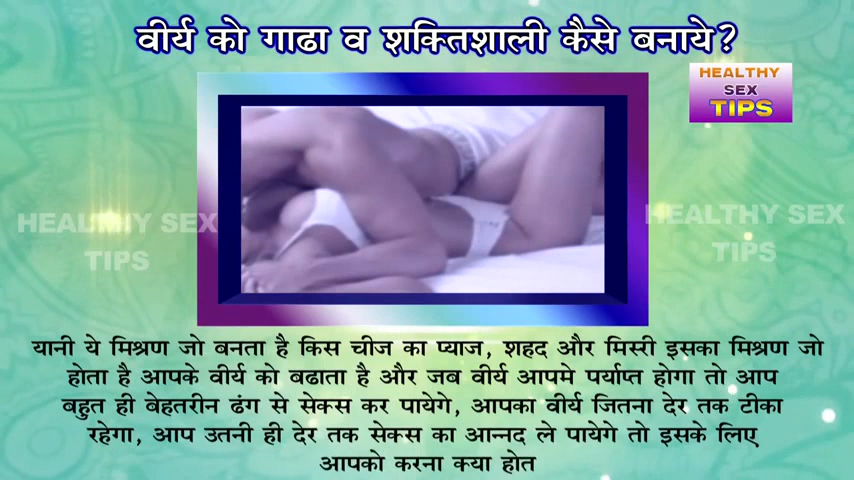 वीर्य को गाढा व शक्तिशाली कैसे बनाये?
HEALTHY
SEX
TIPS
HEALTHY SEX
TIPS
HEALTHY SEX
TIPS
यानी ये मिश्रण जो बनता है किस चीज का प्याज, शहद और मिस्री इसका मिश्रण जो
होता है आपके वीर्य को बढाता है और जब वीर्य आपमे पर्याप्त होगा तो आप
बहुत ही बेहतरीन ढंग से सेक्स कर पायेगे, आपका वीर्य जितना देर तक टीका
रहेगा, आप उतनी ही देर तक सेक्स का आन्नद ले पायेगे तो इसके लिए
आपको करना क्या होत